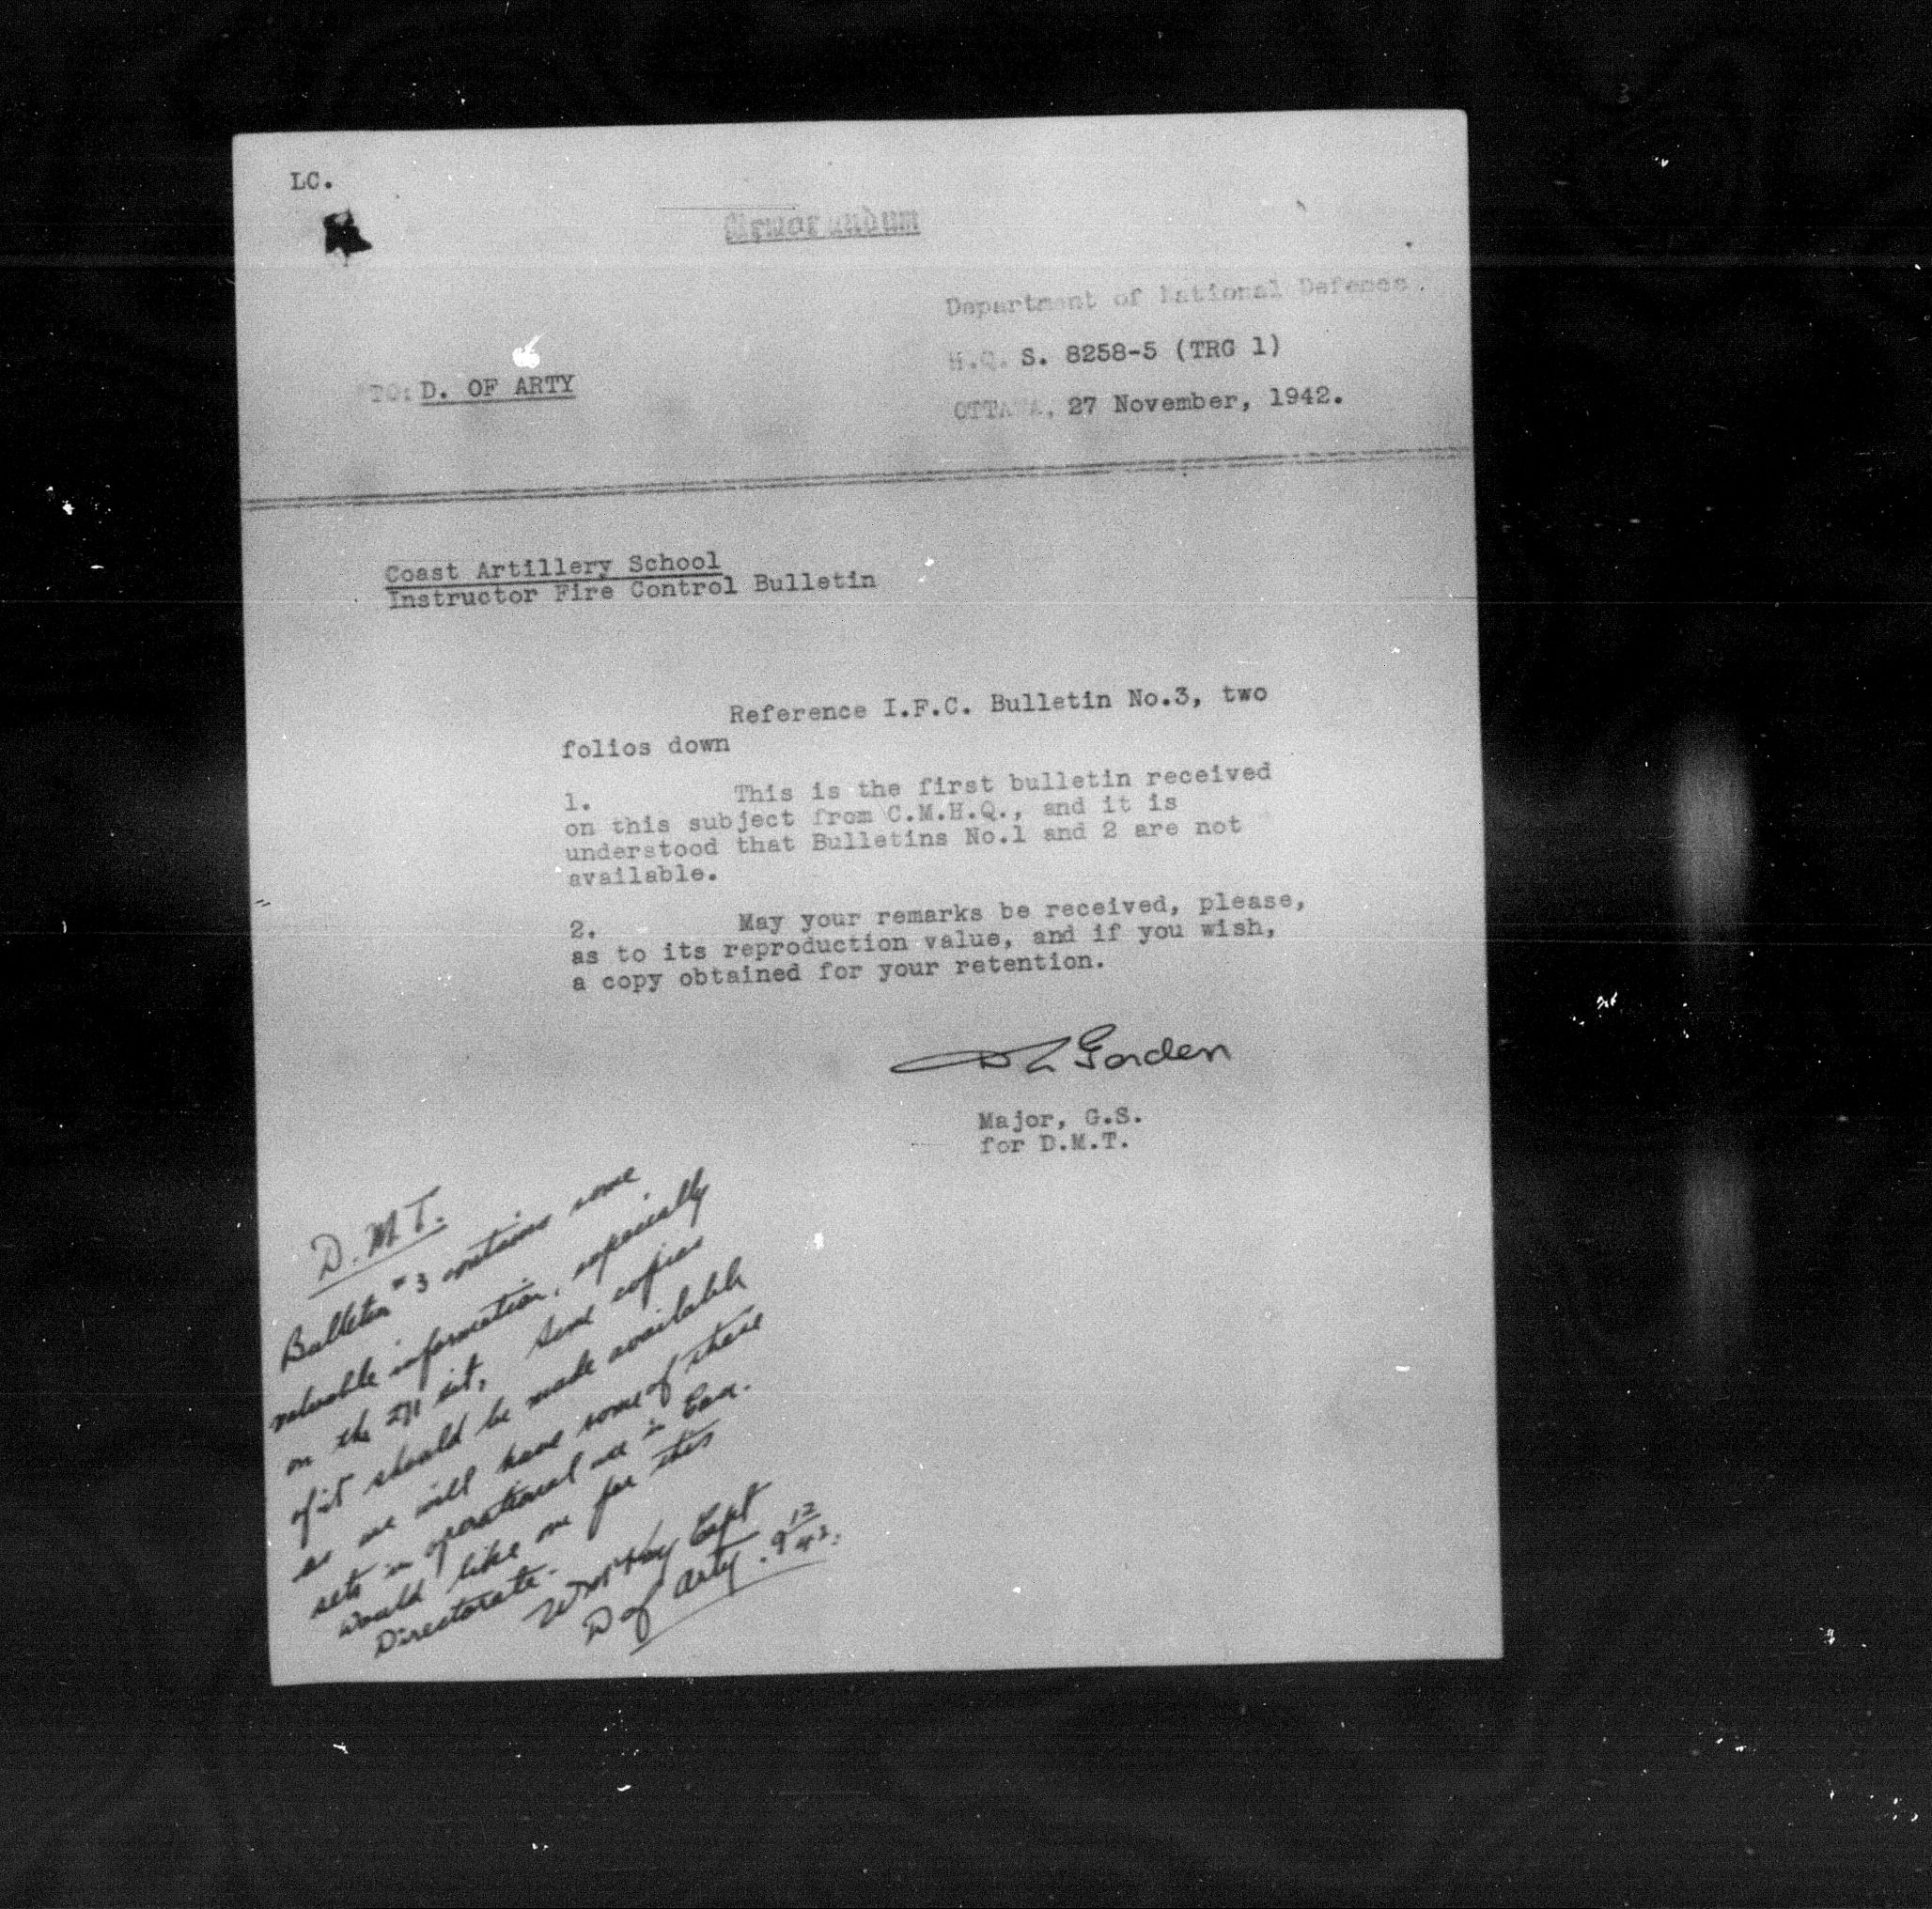 LC.
Memorandum
Department of National Defence.
H.Q. S. 8258-5 (TRG 1)
TO: D. OF ARTY
OTTAWA, 27 November, 1942.
Coast Artillery School
Instructor Fire Control Bulletin
Reference I.F.C. Bulletin No.3, two
folios down
1. This is the first bulletin received
on this subject from C.M.H.Q., and it is
understood that Bulletins No.1 and 2 are not
available.
2. May your remarks be received, please,
as to its reproduction value, and if you wish,
a copy obtained for your retention.
Gorden
Major, G.S.
for D.M.T.
D.M.T.
Bulletin #3 contains some
valuable information, especially
on the 271 set, Some copies
of it should be made available
as we will have some of these
sets in operational use in Can.
Would like one for this
Directorate.
Capt
D of Arty. 9 12/42.